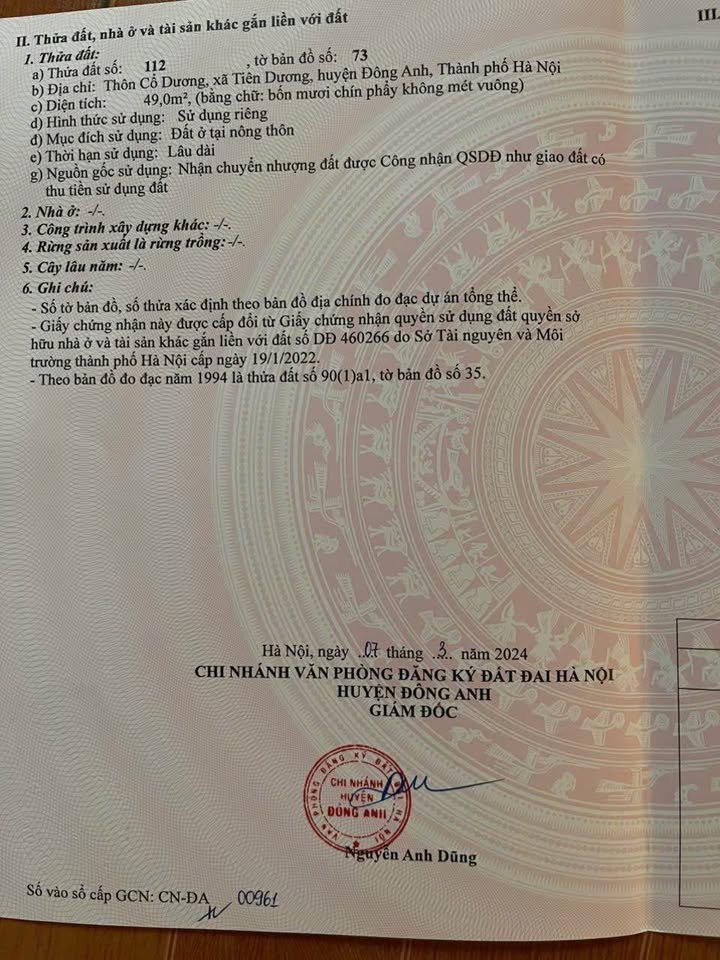 II. Thửa đất, nhà ở và tài sản khác gắn liền với đất
III.
1. Thửa đất:
a) Thửa đất số: 112 , tờ bản đồ số: 73
b) Địa chỉ: Thôn Cổ Dương, xã Tiên Dương, huyện Đông Anh, Thành phố Hà Nội
c) Diện tích: 49,0m², (bằng chữ: bốn mươi chín phẩy không mét vuông)
d) Hình thức sử dụng: Sử dụng riêng
đ) Mục đích sử dụng: Đất ở tại nông thôn
e) Thời hạn sử dụng: Lâu dài
g) Nguồn gốc sử dụng: Nhận chuyển nhượng đất được Công nhận QSDĐ như giao đất có
thu tiền sử dụng đất
2. Nhà ở: -/-.
3. Công trình xây dựng khác: -/-.
4. Rừng sản xuất là rừng trồng: -/-.
5. Cây lâu năm: -/-.
6. Ghi chú:
- Số tờ bản đồ, số thửa xác định theo bản đồ địa chính đo đạc dự án tổng thể.
- Giấy chứng nhận này được cấp đổi từ Giấy chứng nhận quyền sử dụng đất quyền sở
hữu nhà ở và tài sản khác gắn liền với đất số DĐ 460266 do Sở Tài nguyên và Môi
trường thành phố Hà Nội cấp ngày 19/1/2022.
- Theo bản đồ đo đạc năm 1994 là thửa đất số 90(1)a1, tờ bản đồ số 35.
Hà Nội, ngày 07 tháng 3 năm 2024
CHI NHÁNH VĂN PHÒNG ĐĂNG KÝ ĐẤT ĐAI HÀ NỘI
HUYỆN ĐÔNG ANH
GIÁM ĐỐC
VĂN PHÒNG ĐĂNG KÝ ĐẤT ĐAI HÀ NỘI
CHI NHÁNH
HUYỆN
ĐÔNG ANH
Nguyễn Anh Dũng
Số vào sổ cấp GCN: CN-ĐA 00961